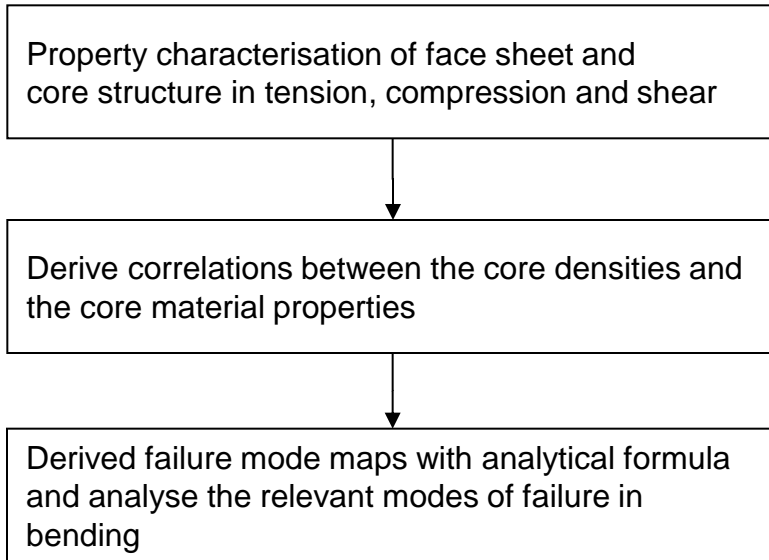 Property characterisation of face sheet and
core structure in tension, compression and shear
Derive correlations between the core densities and
the core material properties
Derived failure mode maps with analytical formula
and analyse the relevant modes of failure in
bending